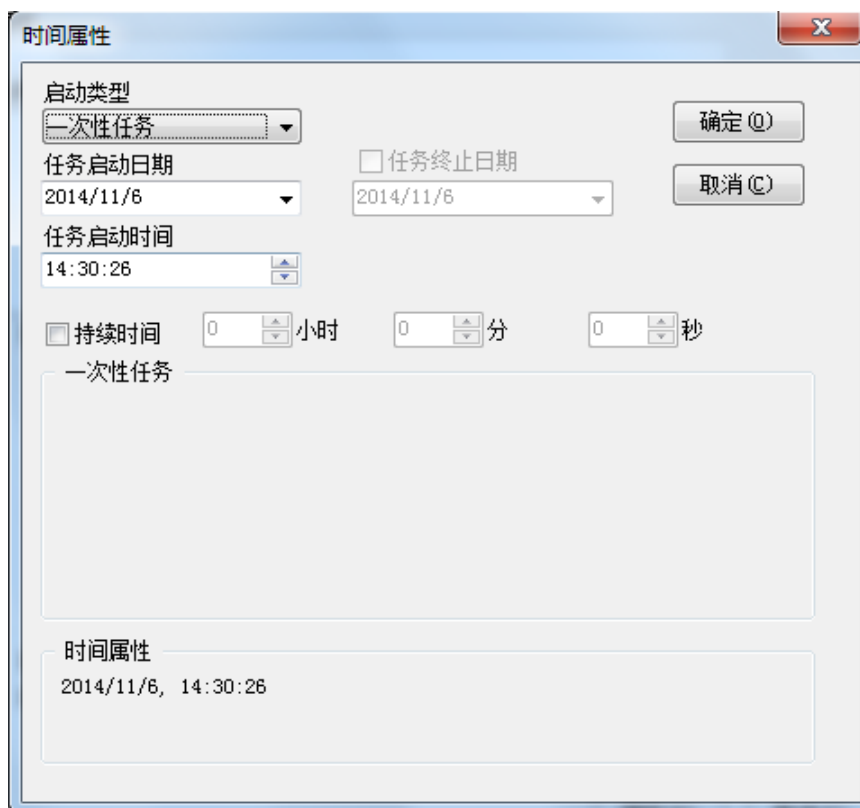 时间属性
启动类型
一次性任务
确定(O)
任务启动日期
任务终止日期
2014/11/6
2014/11/6
取消(C)
任务启动时间
14:30:26
持续时间 0 小时 0 分 0 秒
一次性任务
时间属性
2014/11/6, 14:30:26